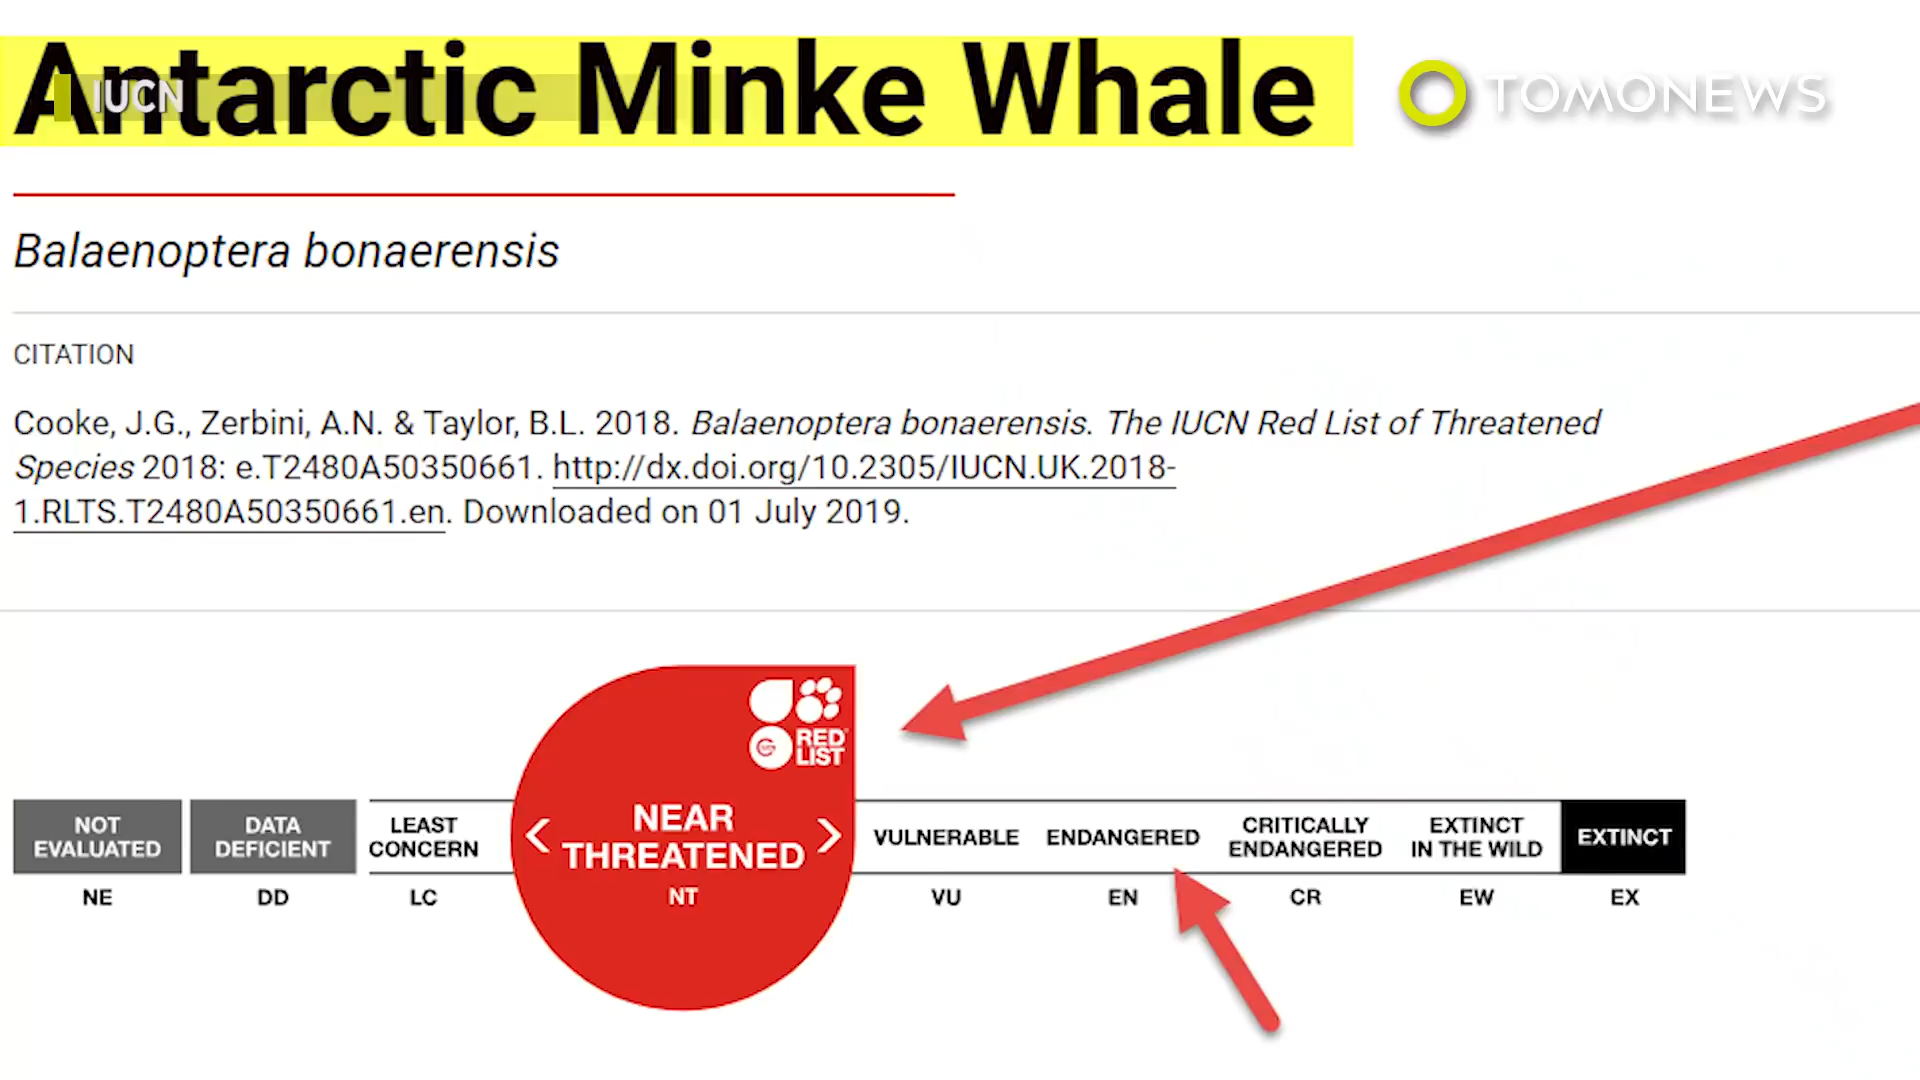 Antarctic Minke Whale
IUCN
TOMONEWS
Balaenoptera bonaerensis
CITATION
Cooke, J.G., Zerbini, A.N. & Taylor, B.L. 2018. Balaenoptera bonaerensis. The IUCN Red List of Threatened
Species 2018: e.T2480A50350661. http://dx.doi.org/10.2305/IUCN.UK.2018-
1.RLTS.T2480A50350661.en. Downloaded on 01 July 2019.
RED
LIST
NOT
EVALUATED
NE
DATA
DEFICIENT
DD
LEAST
CONCERN
LC
< NEAR
THREATENED >
NT
VULNERABLE
VU
ENDANGERED
EN
CRITICALLY
ENDANGERED
CR
EXTINCT
IN THE WILD
EW
EXTINCT
EX